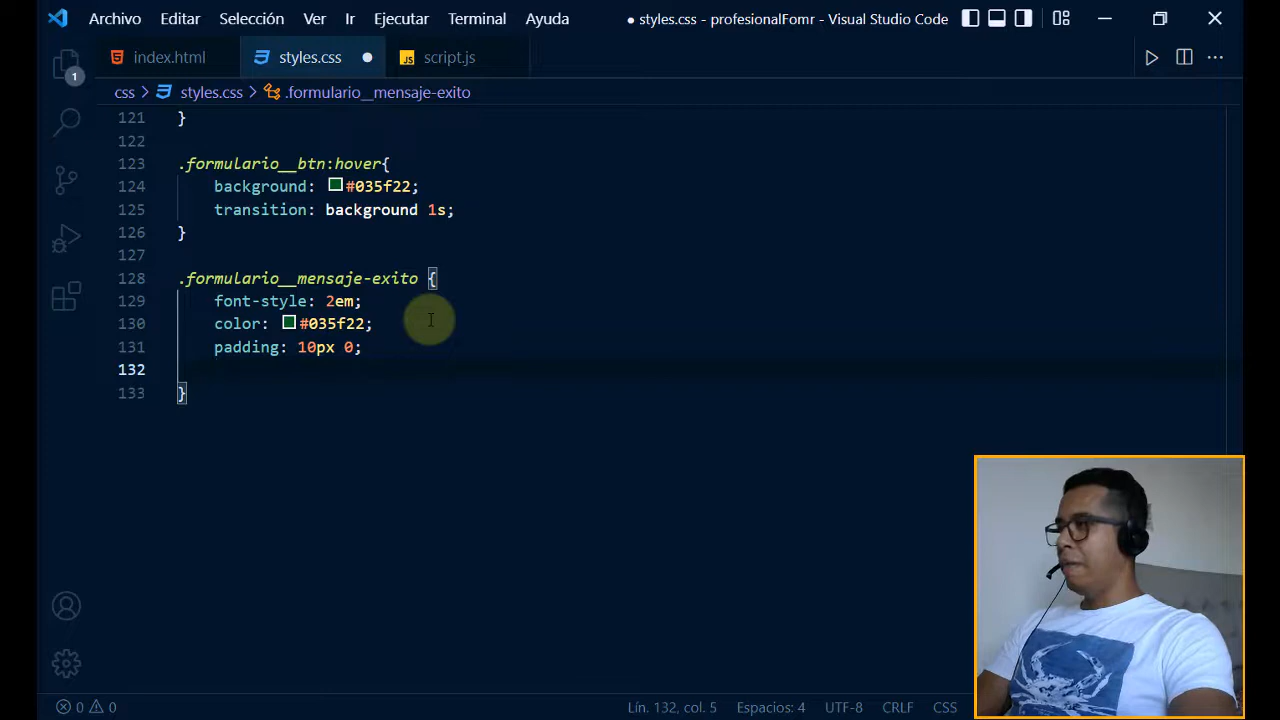 Archivo Editar Selección Ver Ir Ejecutar Terminal Ayuda ● styles.css - profesionalFomr - Visual Studio Code
index.html styles.css script.js
1
css > styles.css > .formulario__mensaje-exito
121 }
122
123 .formulario__btn:hover{
124 background: #035f22;
125 transition: background 1s;
126 }
127
128 .formulario__mensaje-exito {
129 font-style: 2em;
130 color: #035f22;
131 padding: 10px 0;
132
133 }
0 0 Lín. 132, col. 5 Espacios: 4 UTF-8 CRLF CSS